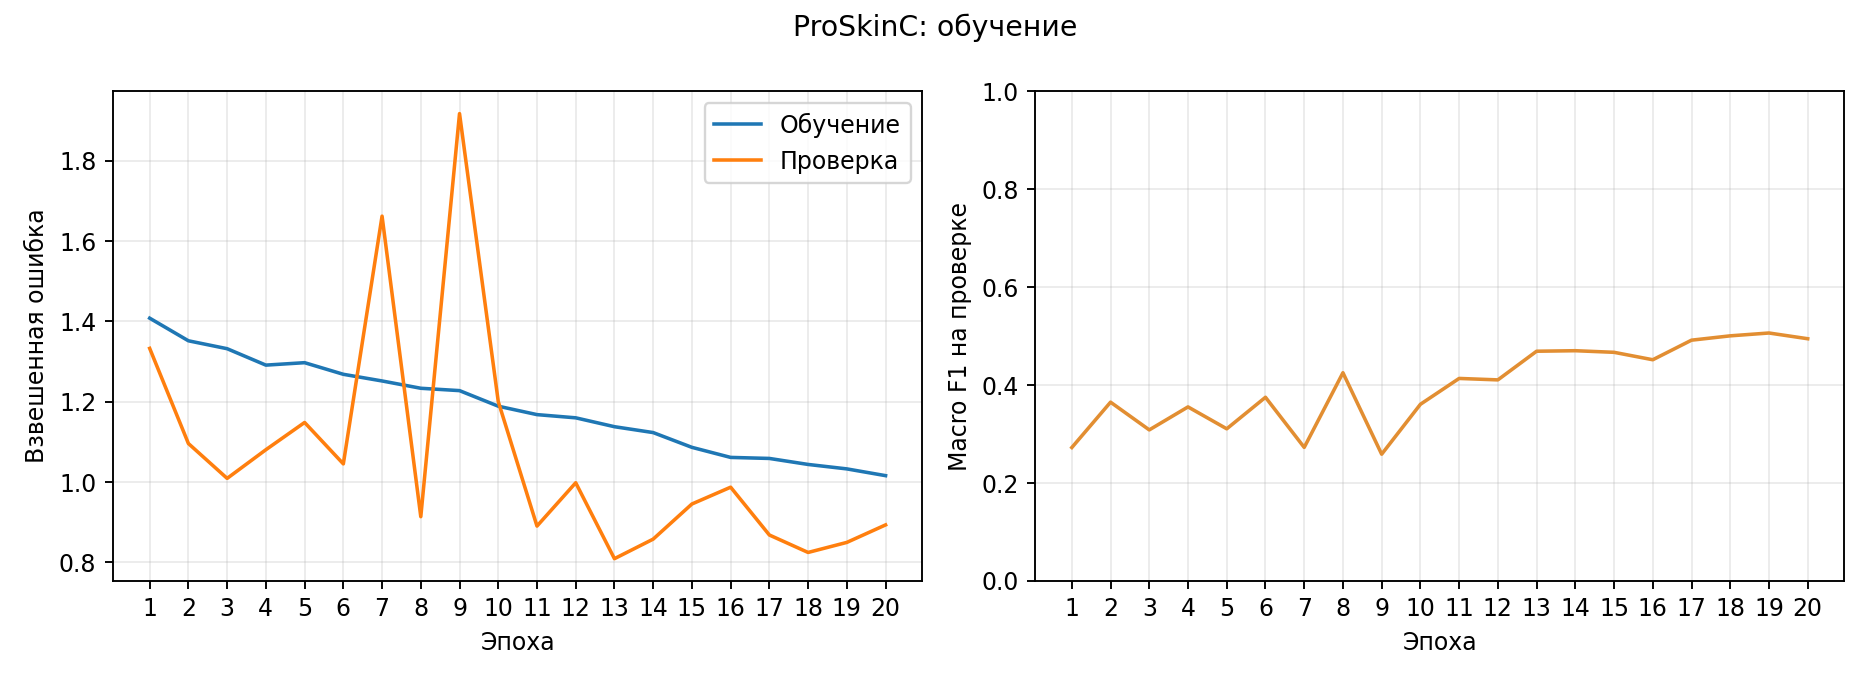 ProSkinC: обучение
Взвешенная ошибка
1.8
1.6
1.4
1.2
1.0
0.8
Обучение
Проверка
1 2 3 4 5 6 7 8 9 10 11 12 13 14 15 16 17 18 19 20
Эпоха
Macro F1 на проверке
1.0
0.8
0.6
0.4
0.2
0.0
1 2 3 4 5 6 7 8 9 10 11 12 13 14 15 16 17 18 19 20
Эпоха